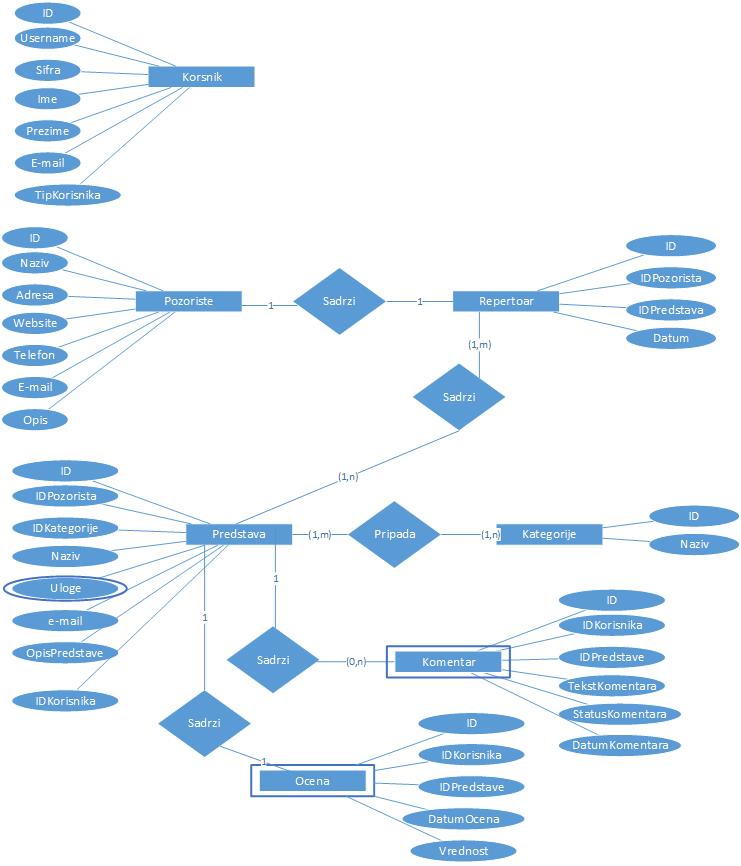 ID
Username
Sifra
Ime
Prezime
E-mail
TipKorisnika
Korsnik
ID
Naziv
Adresa
Website
Telefon
E-mail
Opis
Pozoriste
1
Sadrzi
1
Repertoar
ID
IDPozorista
IDPredstava
Datum
(1,m)
Sadrzi
(1,n)
ID
IDPozorista
IDKategorije
Naziv
Uloge
e-mail
OpisPredstave
IDKorisnika
Predstava
(1,m)
Pripada
(1,n)
Kategorije
ID
Naziv
1
Sadrzi
(0,n)
Komentar
ID
IDKorisnika
IDPredstave
TekstKomentara
StatusKomentara
DatumKomentara
1
Sadrzi
1
Ocena
ID
IDKorisnika
IDPredstave
DatumOcena
Vrednost